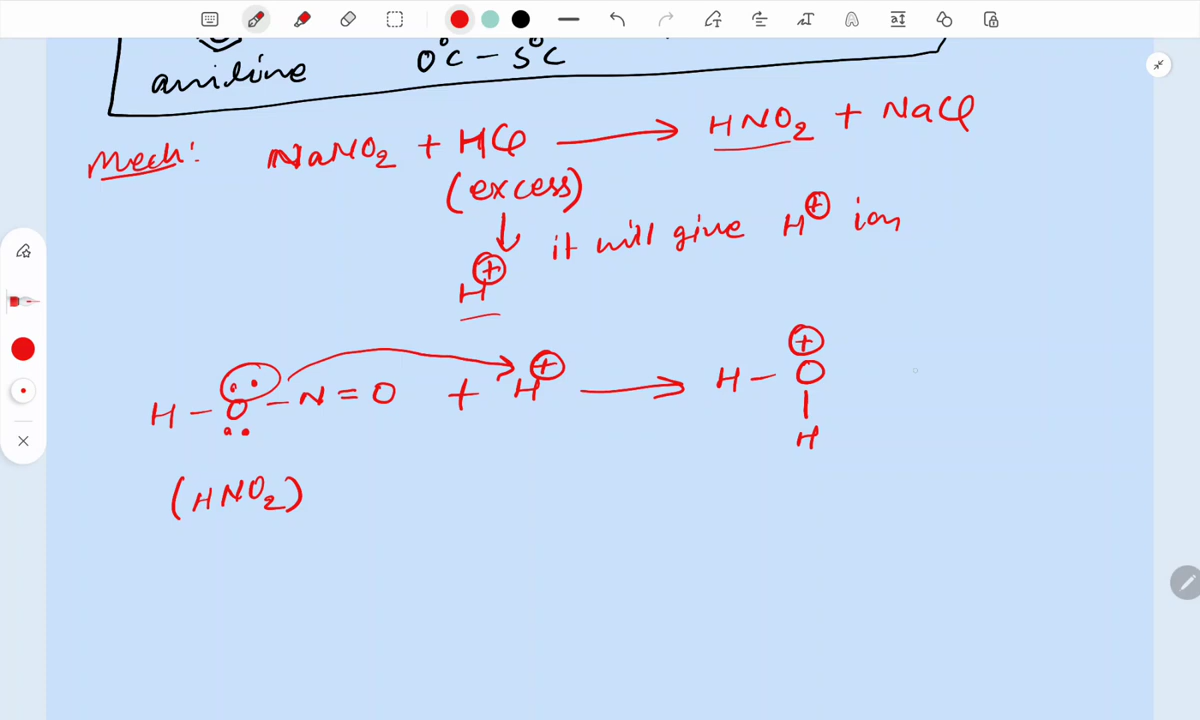 aniline 0°C - 5°C
Mech: NaNO2 + HCl → HNO2 + NaCl
(excess)
↓ it will give H⊕ ion
H⊕
H - O - N = O + H⊕ → H - O⊕
|
H
(HNO2)